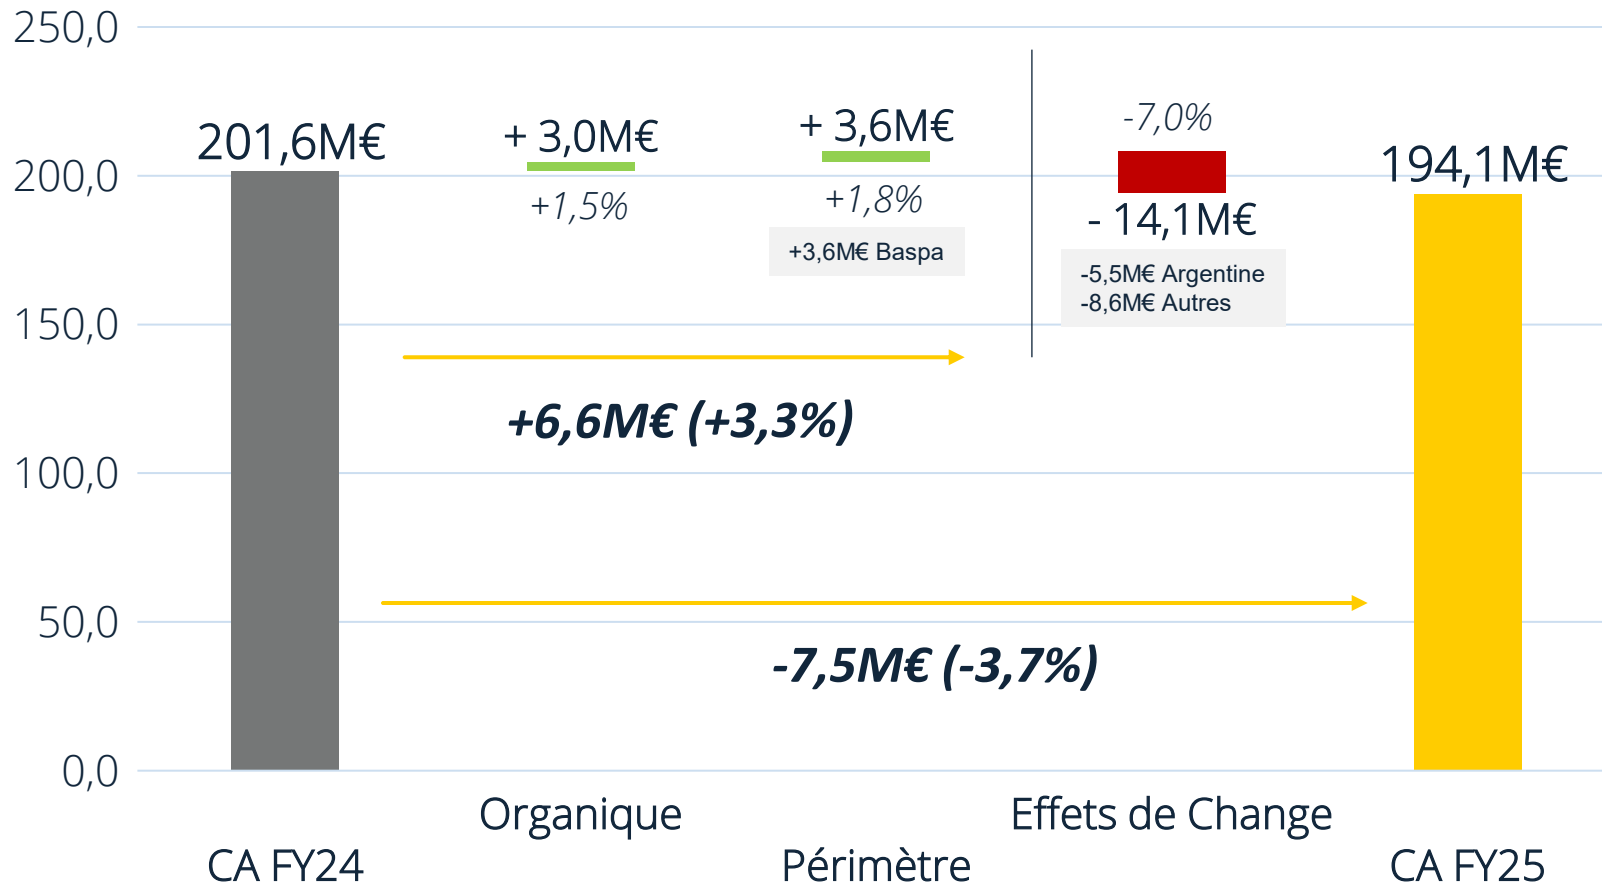 250,0
200,0
150,0
100,0
50,0
0,0
201,6M€
+ 3,0M€
+1,5%
+ 3,6M€
+1,8%
+3,6M€ Baspa
-7,0%
- 14,1M€
-5,5M€ Argentine
-8,6M€ Autres
194,1M€
+6,6M€ (+3,3%)
-7,5M€ (-3,7%)
CA FY24
Organique
Périmètre
Effets de Change
CA FY25